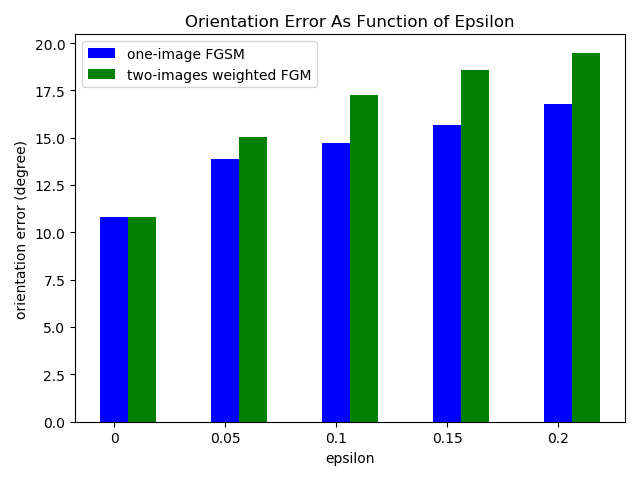 Orientation Error As Function of Epsilon
one-image FGSM
two-images weighted FGM
20.0
17.5
15.0
12.5
10.0
7.5
5.0
2.5
0.0
orientation error (degree)
0 0.05 0.1 0.15 0.2
epsilon